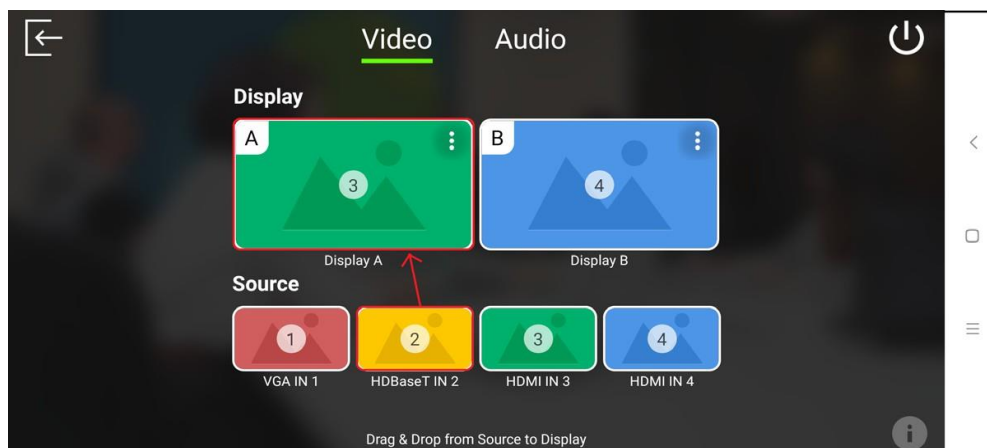 Video Audio
Display
A 3
B 4
Display A Display B
Source
1 2 3 4
VGA IN 1 HDBaseT IN 2 HDMI IN 3 HDMI IN 4
Drag & Drop from Source to Display
i